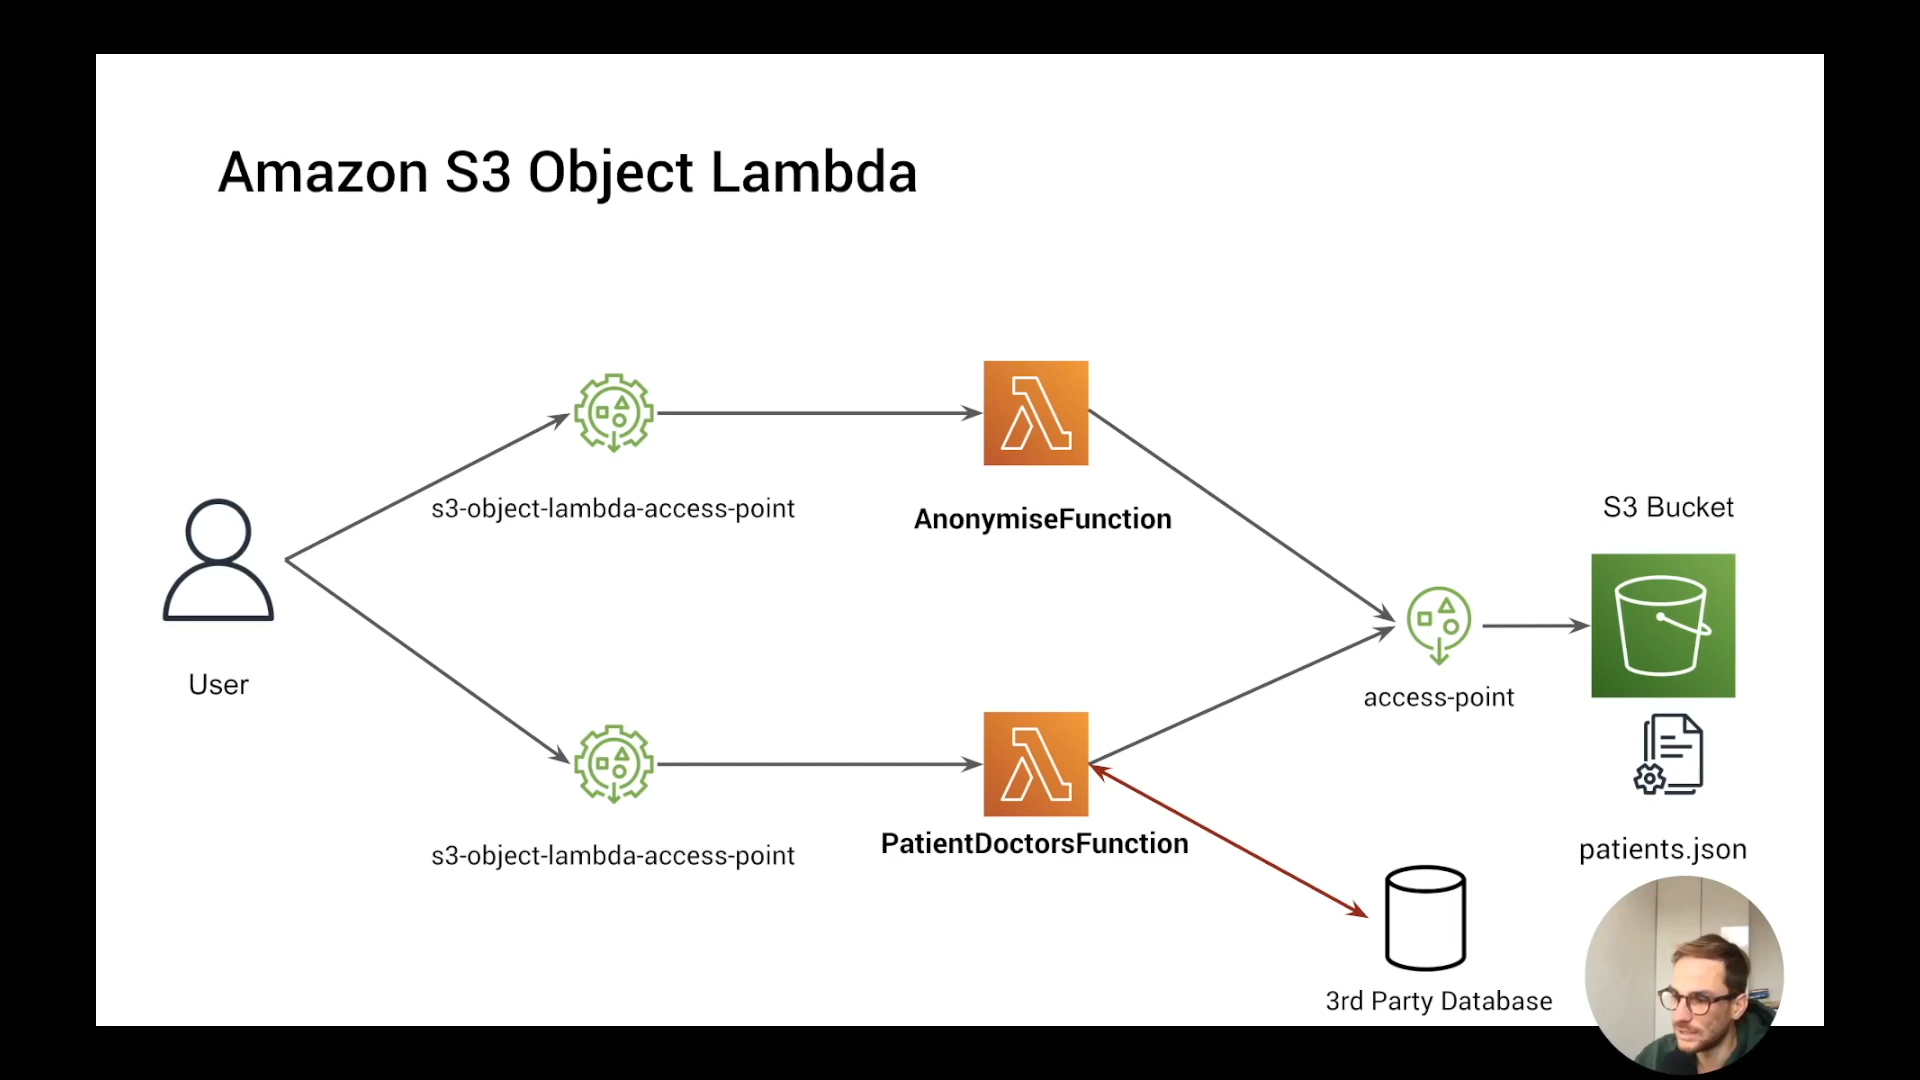 Amazon S3 Object Lambda
s3-object-lambda-access-point
AnonymiseFunction
S3 Bucket
User
access-point
s3-object-lambda-access-point
PatientDoctorsFunction
patients.json
3rd Party Database